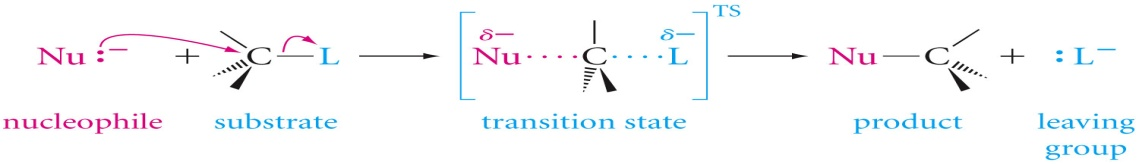 TS
δ– δ–
Nu :– + C – L → Nu ···· C ···· L → Nu – C + : L–
nucleophile substrate transition state product leaving
group